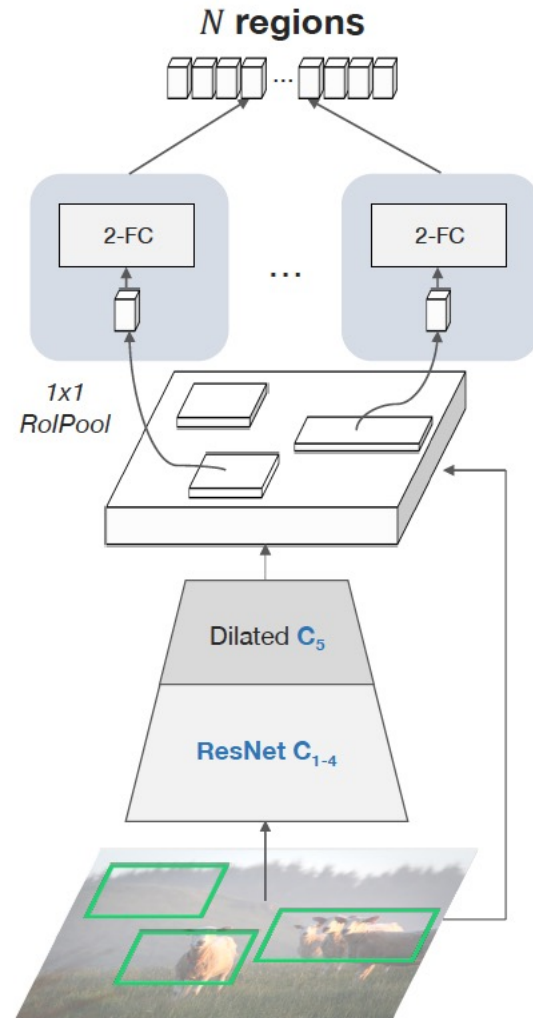 N regions
...
2-FC
2-FC
...
1x1
RoIPool
Dilated C₅
ResNet C₁₋₄